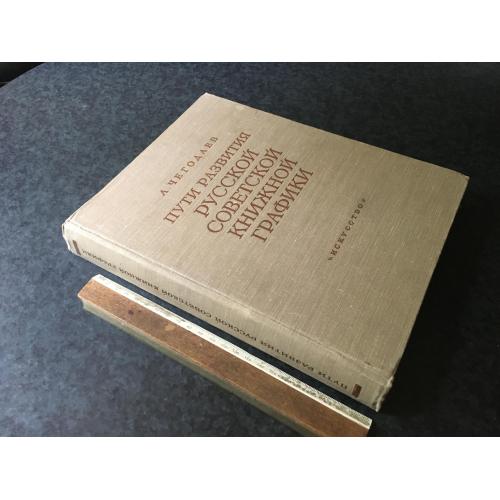 А. ЧЕГОДАЕВ
ПУТИ РАЗВИТИЯ
РУССКОЙ
СОВЕТСКОЙ
КНИЖНОЙ
ГРАФИКИ
«ИСКУССТВО»
ПУТИ РАЗВИТИЯ РУССКОЙ СОВЕТСКОЙ КНИЖНОЙ ГРАФИКИ